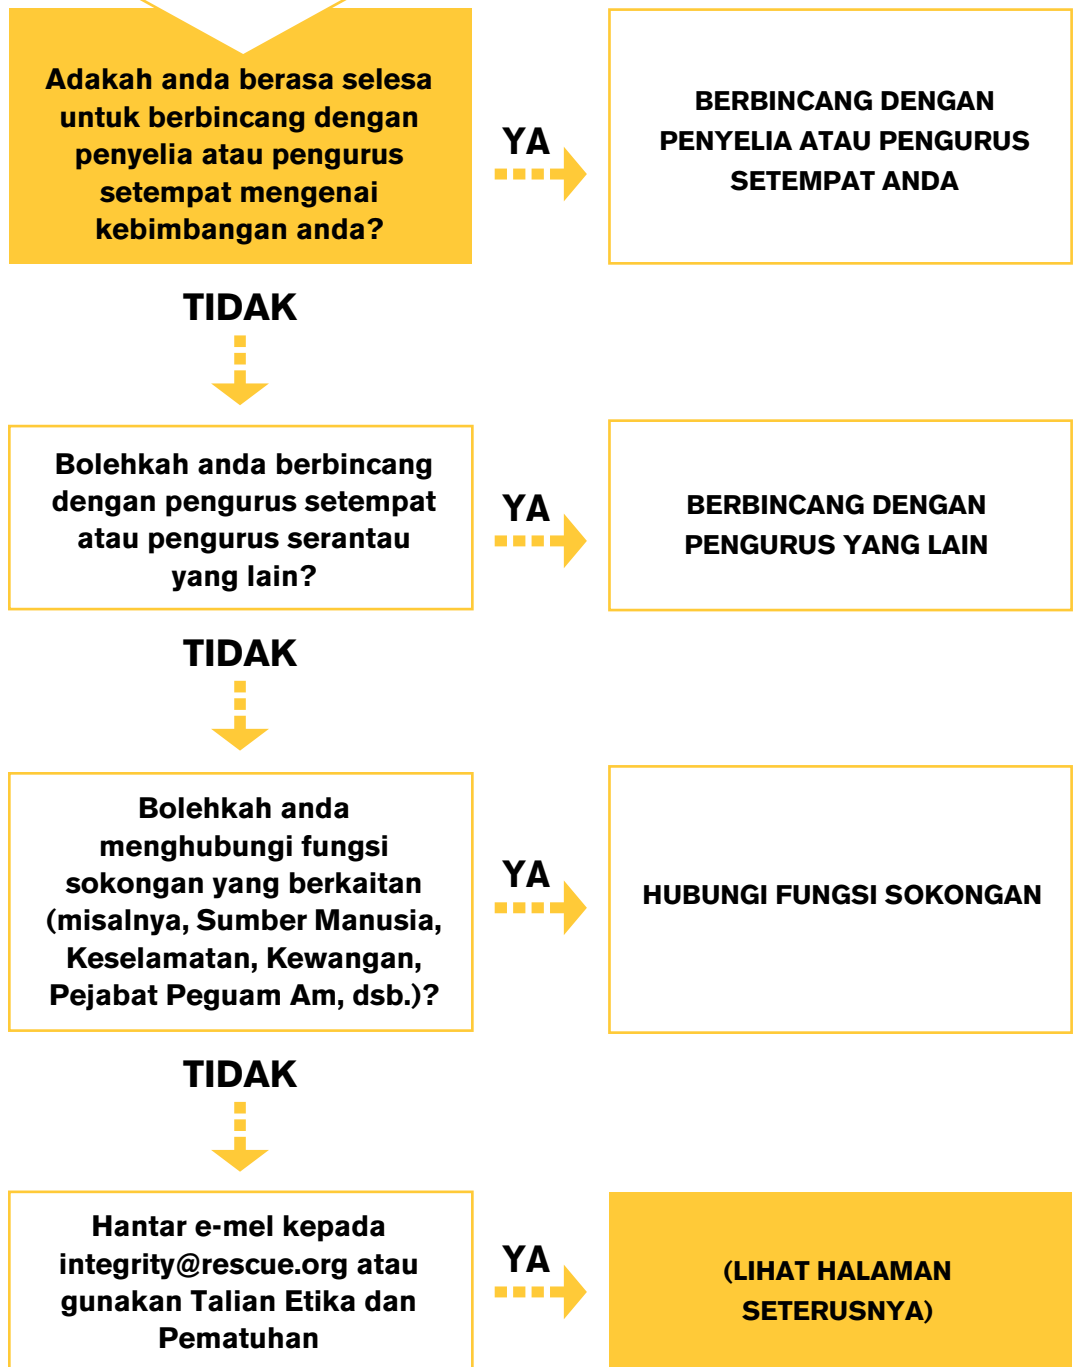 Adakah anda berasa selesa
untuk berbincang dengan
penyelia atau pengurus
setempat mengenai
kebimbangan anda?
YA
BERBINCANG DENGAN
PENYELIA ATAU PENGURUS
SETEMPAT ANDA
TIDAK
Bolehkah anda berbincang
dengan pengurus setempat
atau pengurus serantau
yang lain?
YA
BERBINCANG DENGAN
PENGURUS YANG LAIN
TIDAK
Bolehkah anda
menghubungi fungsi
sokongan yang berkaitan
(misalnya, Sumber Manusia,
Keselamatan, Kewangan,
Pejabat Peguam Am, dsb.)?
YA
HUBUNGI FUNGSI SOKONGAN
TIDAK
Hantar e-mel kepada
integrity@rescue.org atau
gunakan Talian Etika dan
Pematuhan
YA
(LIHAT HALAMAN
SETERUSNYA)